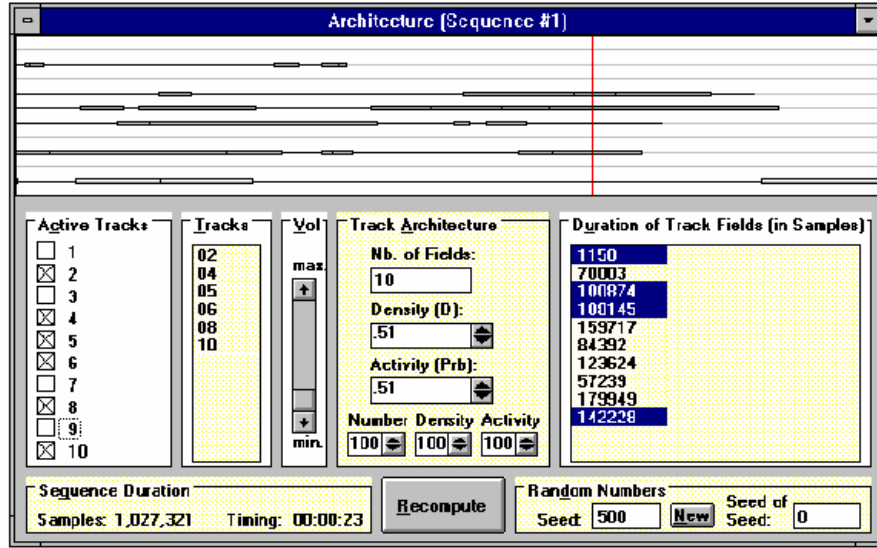 Architecture (Sequence #1)
Active Tracks
1
2
3
4
5
6
7
8
9
10
Tracks
02
04
05
06
08
10
Vol
max.
min.
Track Architecture
Nb. of Fields:
10
Density (D):
.51
Activity (Prb):
.51
Number Density Activity
100 100 100
Duration of Track Fields (in Samples)
1150
70003
100874
100145
159717
84392
123624
57239
179949
142228
Sequence Duration
Samples: 1,027,321 Timing: 00:00:23
Recompute
Random Numbers
Seed: 500 New Seed of Seed: 0